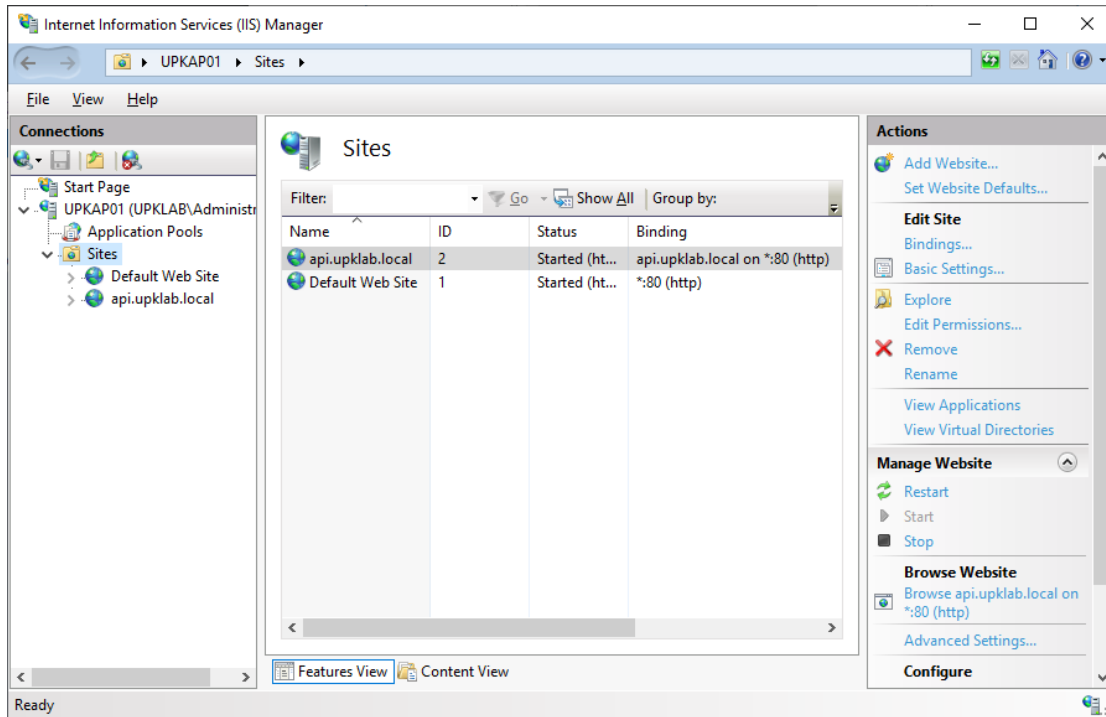 Internet Information Services (IIS) Manager
UPKAP01 Sites
File View Help
Connections
Start Page
UPKAP01 (UPKLAB\Administr
Application Pools
Sites
Default Web Site
api.upklab.local
Sites
Filter: Go Show All Group by:
Name ID Status Binding
api.upklab.local 2 Started (ht... api.upklab.local on *:80 (http)
Default Web Site 1 Started (ht... *:80 (http)
Features View Content View
Actions
Add Website...
Set Website Defaults...
Edit Site
Bindings...
Basic Settings...
Explore
Edit Permissions...
Remove
Rename
View Applications
View Virtual Directories
Manage Website
Restart
Start
Stop
Browse Website
Browse api.upklab.local on
*:80 (http)
Advanced Settings...
Configure
Ready